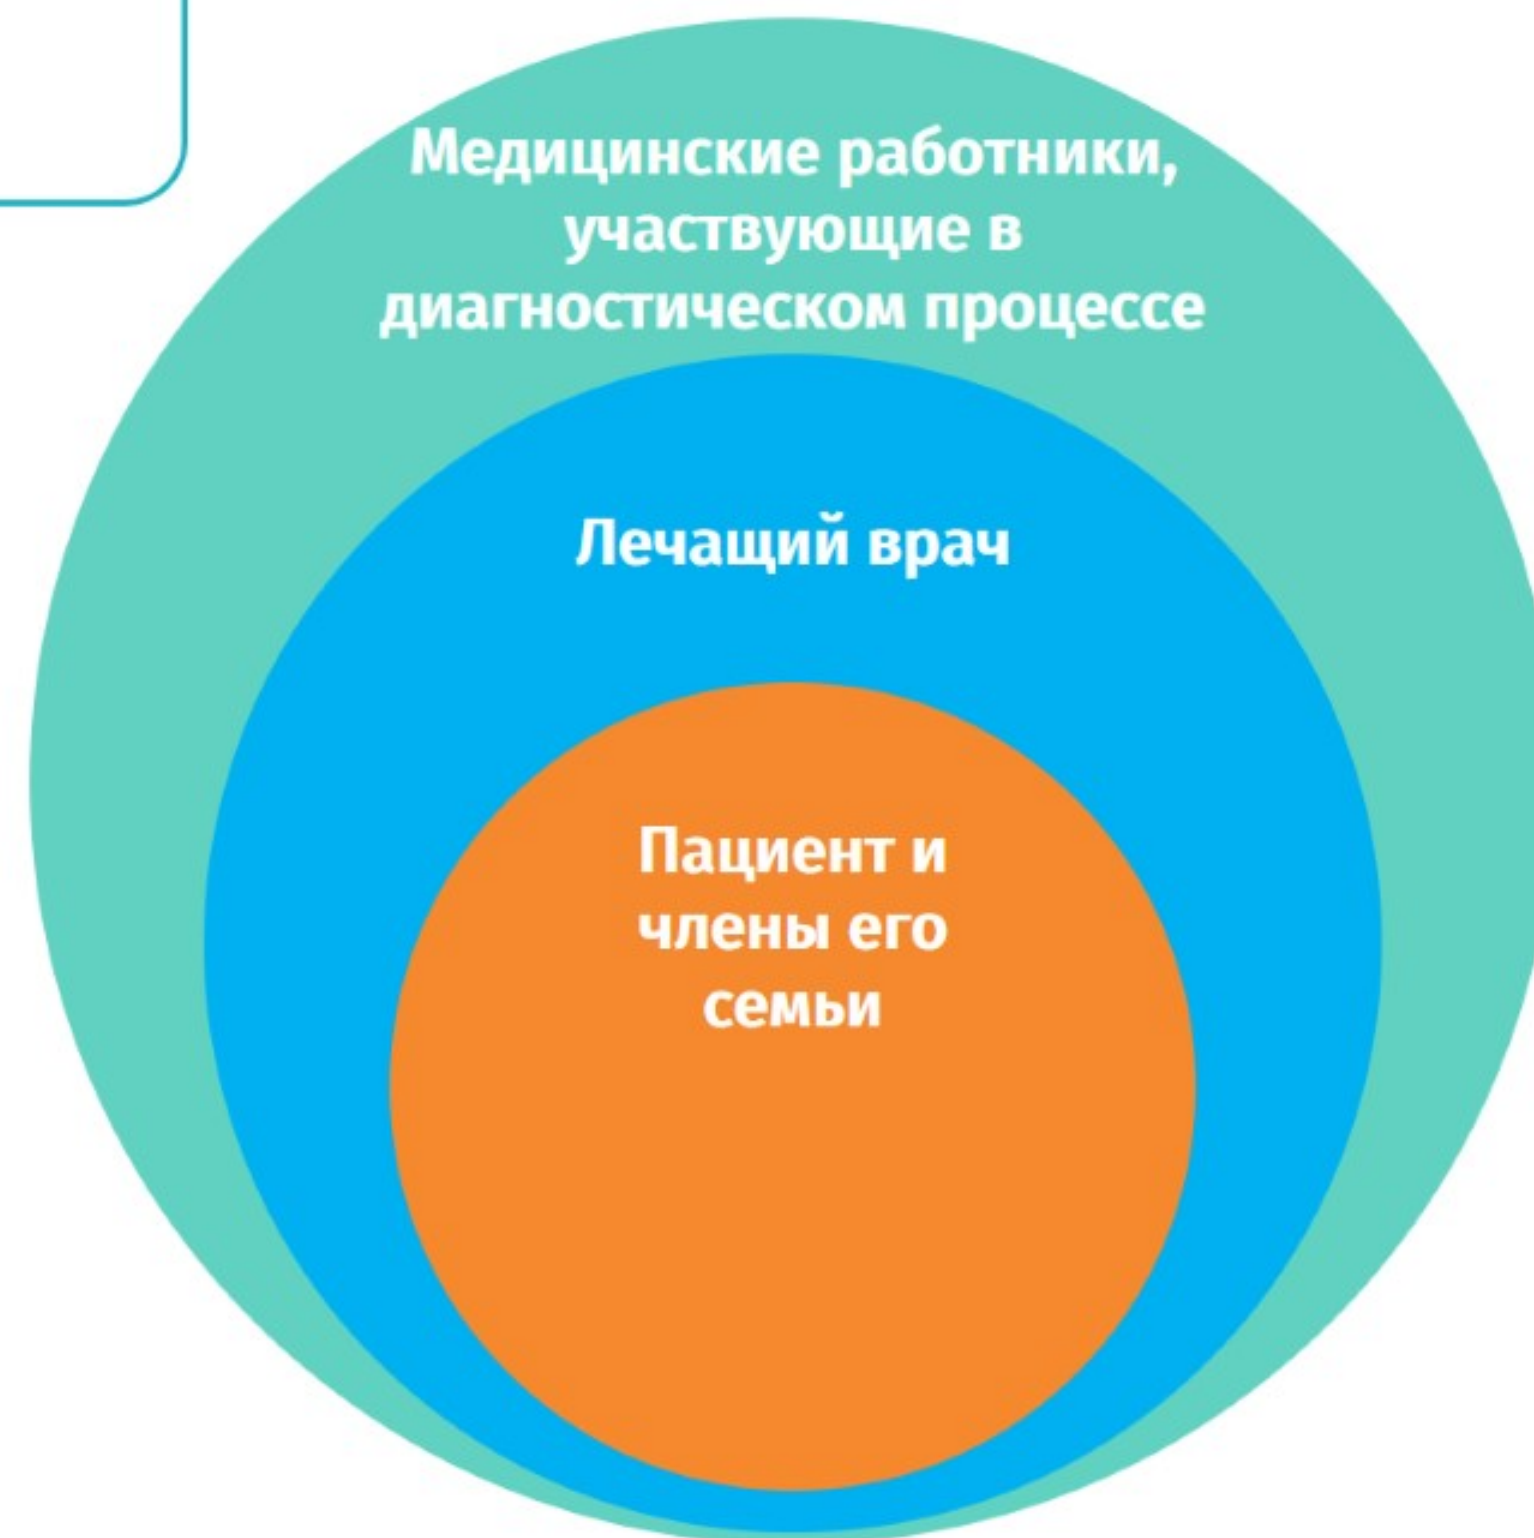 Медицинские работники,
участвующие в
диагностическом процессе
Лечащий врач
Пациент и
члены его
семьи